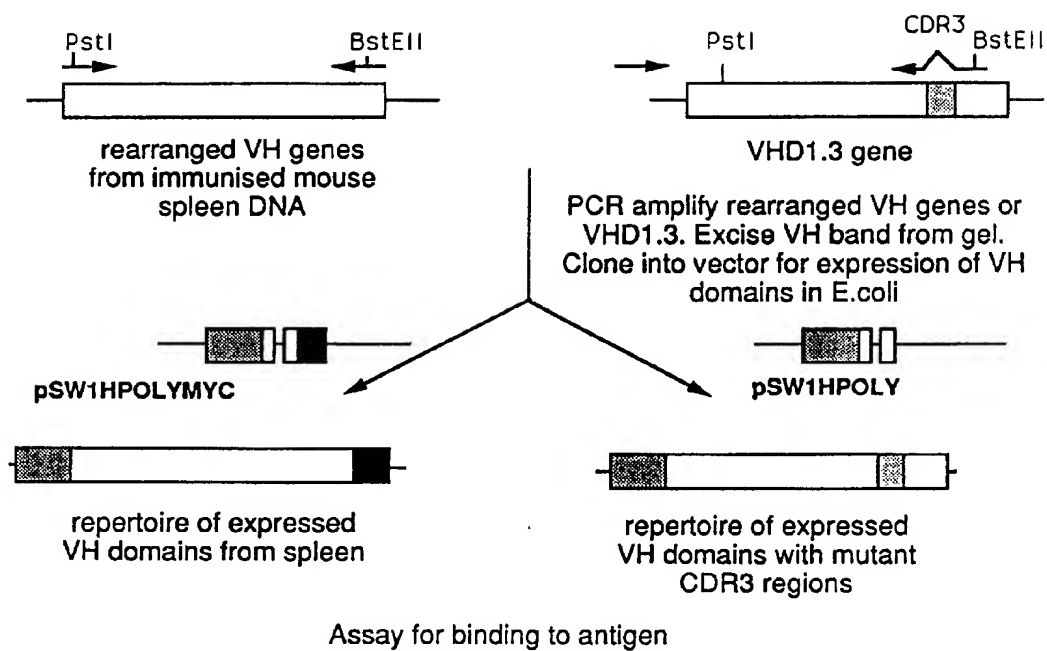 PstI
BstEII
rearranged VH genes
from immunised mouse
spleen DNA
PstI
CDR3
BstEII
VHD1.3 gene
PCR amplify rearranged VH genes or
VHD1.3. Excise VH band from gel.
Clone into vector for expression of VH
domains in E.coli
pSW1HPOLYMYC
pSW1HPOLY
repertoire of expressed
VH domains from spleen
repertoire of expressed
VH domains with mutant
CDR3 regions
Assay for binding to antigen